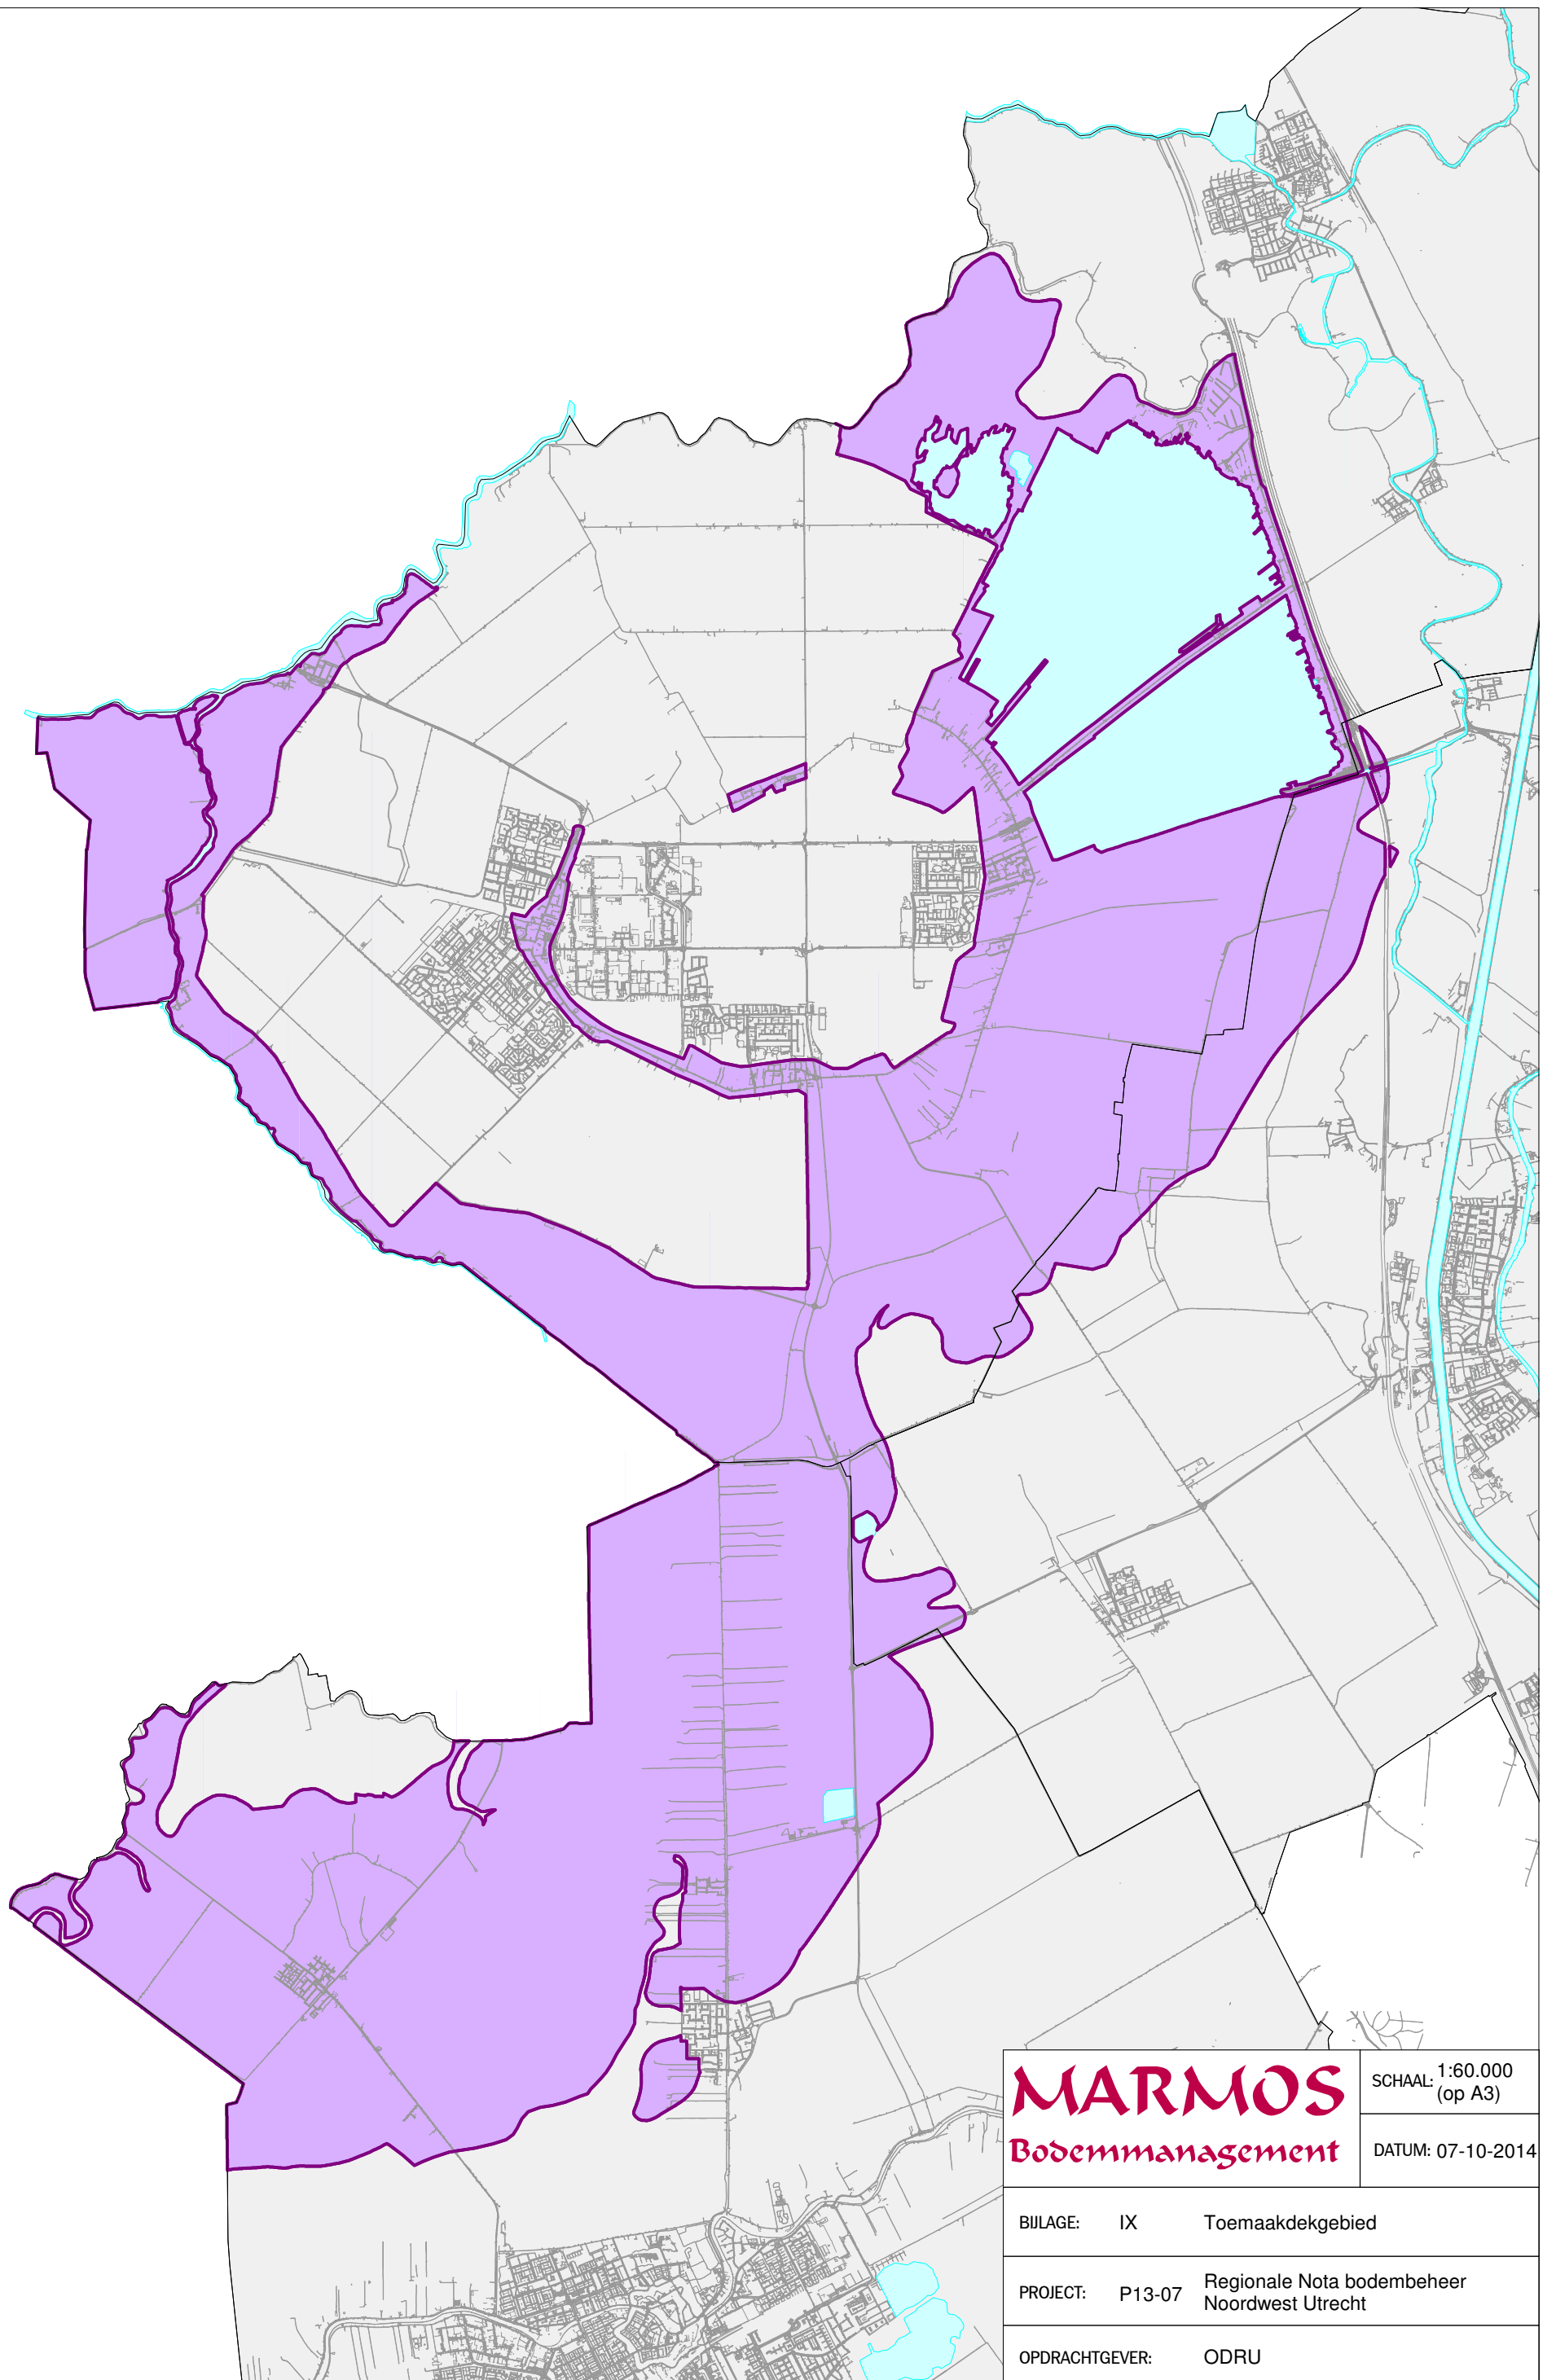 MARMOS
Bodemmanagement
SCHAAL: 1:60.000
(op A3)
DATUM: 07-10-2014
BIJLAGE: IX Toemaakdekgebied
PROJECT: P13-07 Regionale Nota bodembeheer
Noordwest Utrecht
OPDRACHTGEVER: ODRU